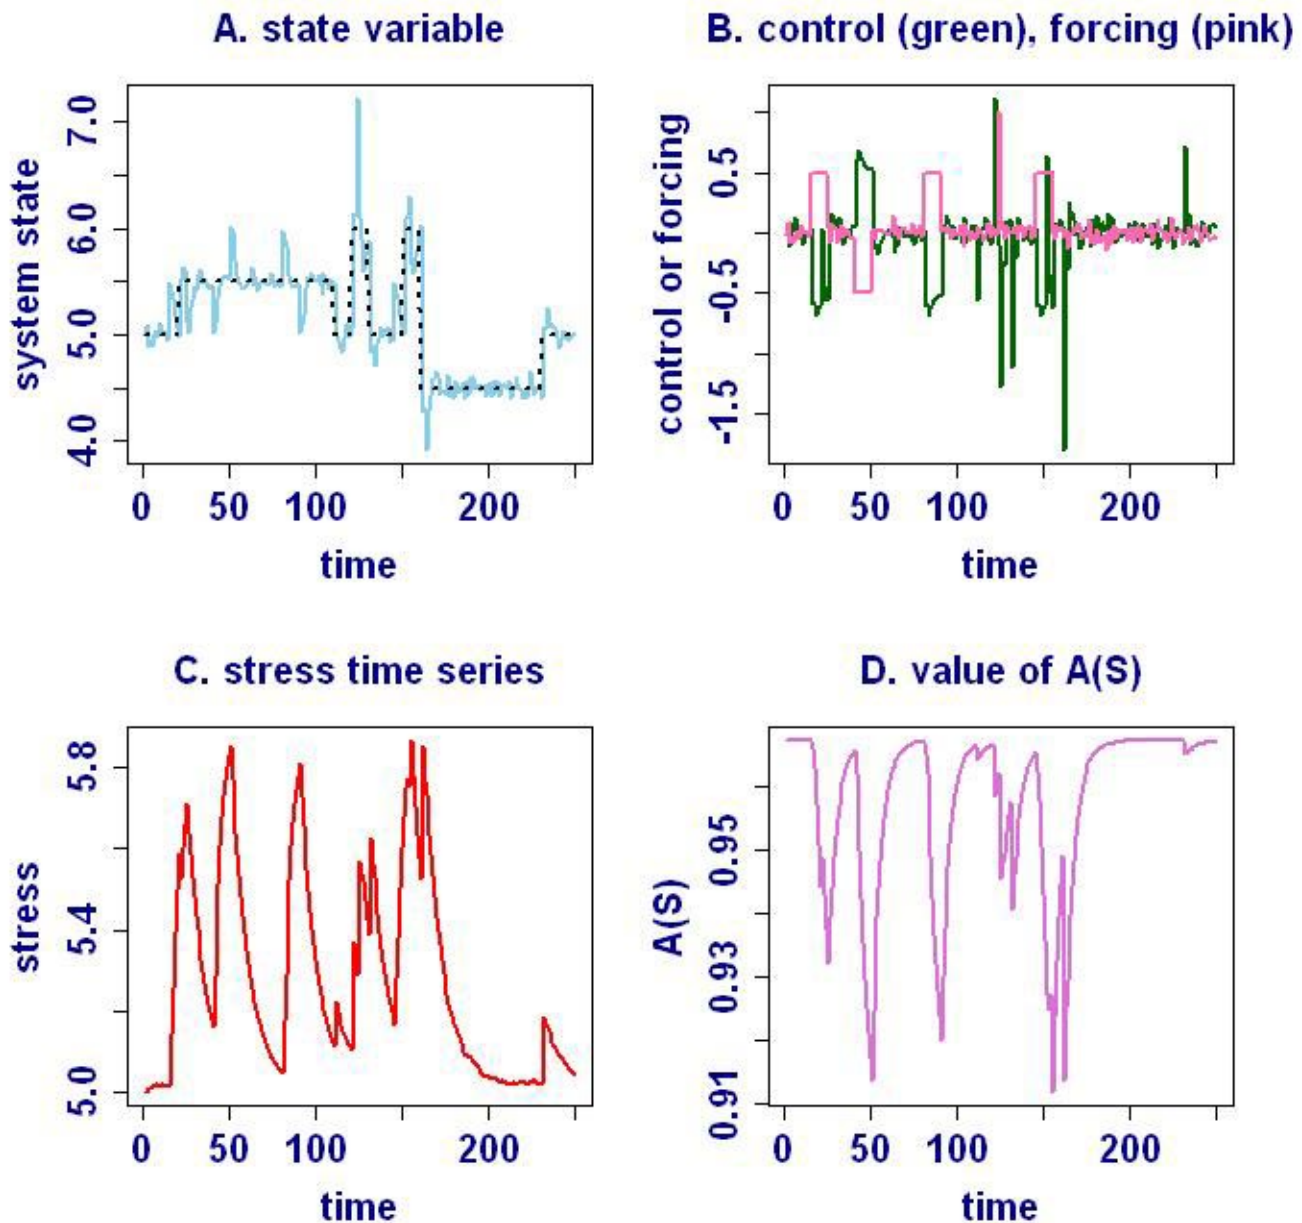 A. state variable
system state
7.0
6.0
5.0
4.0
0 50 100 200
time
B. control (green), forcing (pink)
control or forcing
0.5
-0.5
-1.5
0 50 100 200
time
C. stress time series
stress
5.8
5.4
5.0
0 50 100 200
time
D. value of A(S)
A(S)
0.95
0.93
0.91
0 50 100 200
time